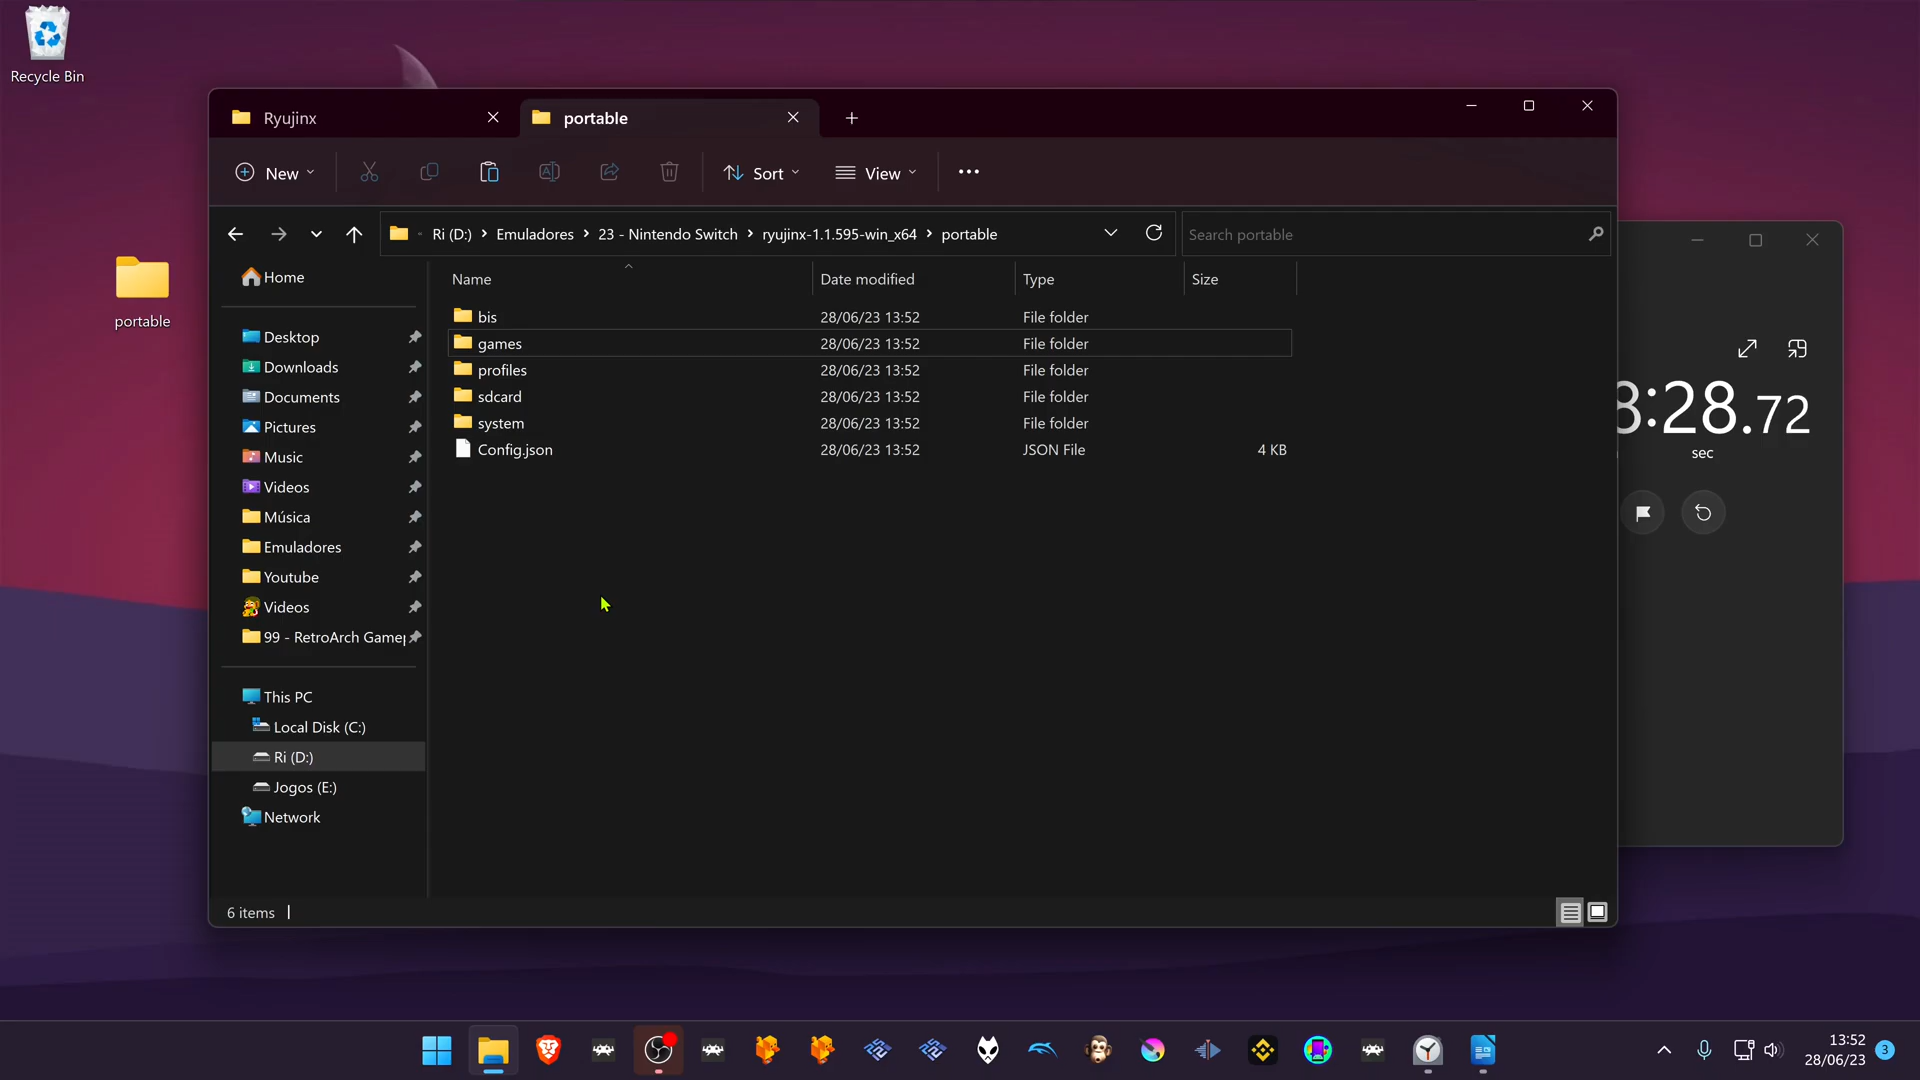 Recycle Bin
portable
Ryujinx
portable
New
Sort
View
Ri (D:) > Emuladores > 23 - Nintendo Switch > ryujinx-1.1.595-win_x64 > portable
Search portable
Name Date modified Type Size
bis 28/06/23 13:52 File folder
games 28/06/23 13:52 File folder
profiles 28/06/23 13:52 File folder
sdcard 28/06/23 13:52 File folder
system 28/06/23 13:52 File folder
Config.json 28/06/23 13:52 JSON File 4 KB
Home
Desktop
Downloads
Documents
Pictures
Music
Videos
Música
Emuladores
Youtube
Videos
99 - RetroArch Game
This PC
Local Disk (C:)
Ri (D:)
Jogos (E:)
Network
6 items
8:28.72
sec
13:52
28/06/23
3